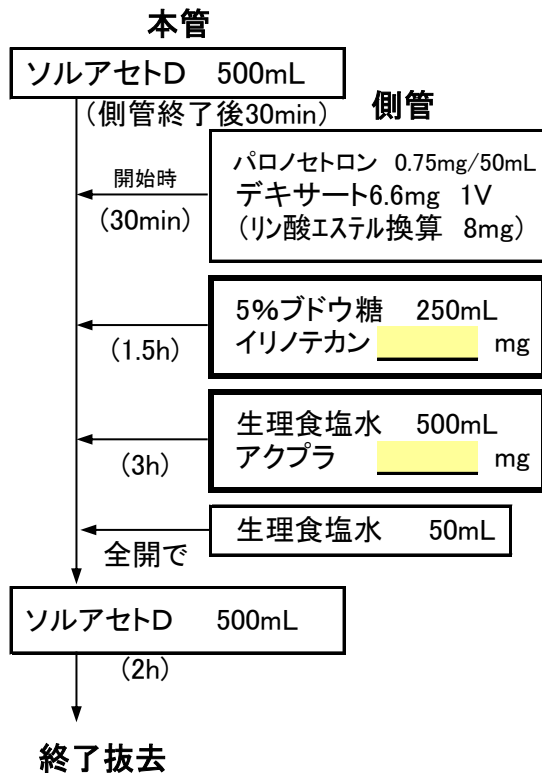 本管
ソルアセトD 500mL
(側管終了後30min)
側管
開始時
(30min)
パロノセトロン 0.75mg/50mL
デキサート6.6mg 1V
(リン酸エステル換算 8mg)
(1.5h)
5%ブドウ糖 250mL
イリノテカン mg
(3h)
生理食塩水 500mL
アクプラ mg
全開で
生理食塩水 50mL
ソルアセトD 500mL
(2h)
終了抜去